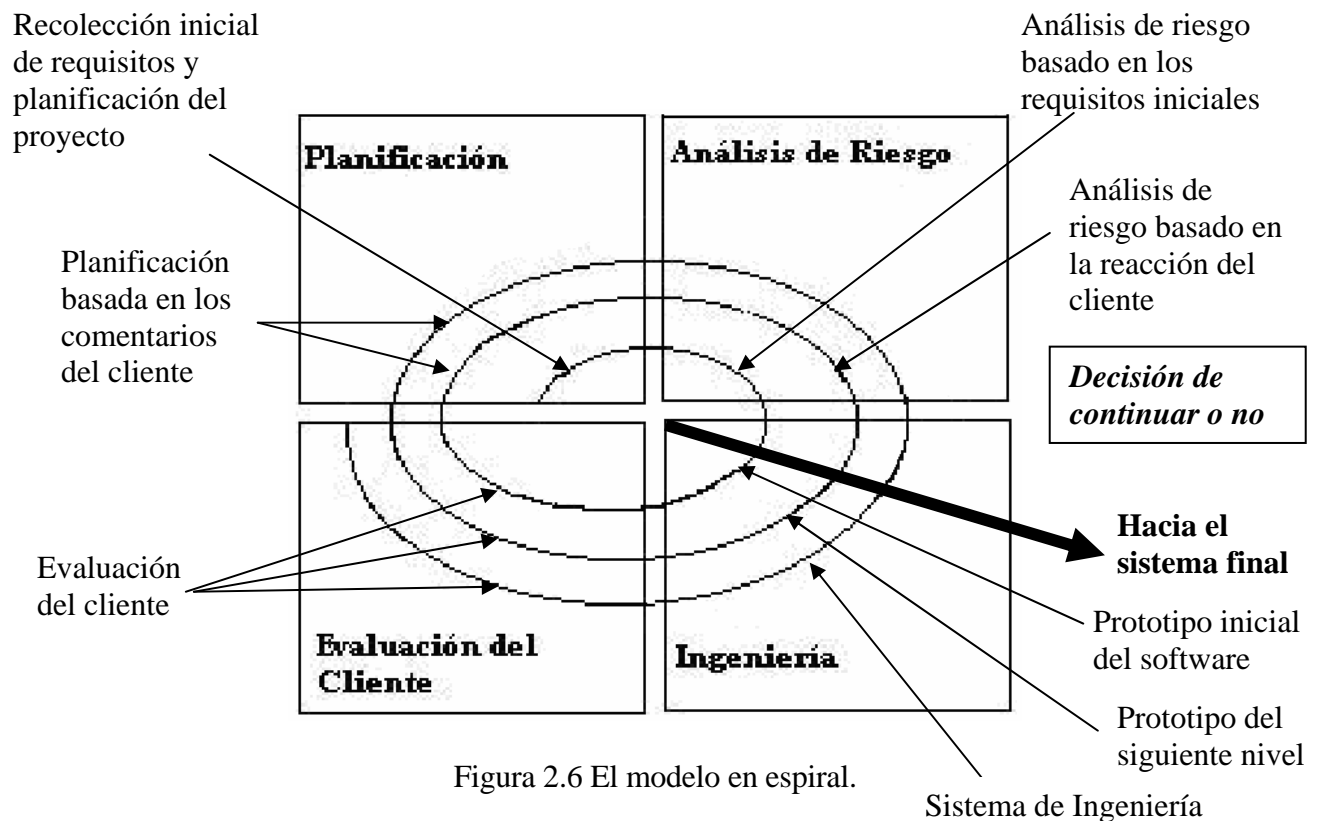 Recolección inicial
de requisitos y
planificación del
proyecto
Análisis de riesgo
basado en los
requisitos iniciales
Planificación
Análisis de Riesgo
Análisis de
riesgo basado en
la reacción del
cliente
Planificación
basada en los
comentarios
del cliente
Decisión de
continuar o no
Hacia el
sistema final
Evaluación
del cliente
Evaluación del
Cliente
Ingeniería
Prototipo inicial
del software
Prototipo del
siguiente nivel
Figura 2.6 El modelo en espiral.
Sistema de Ingeniería